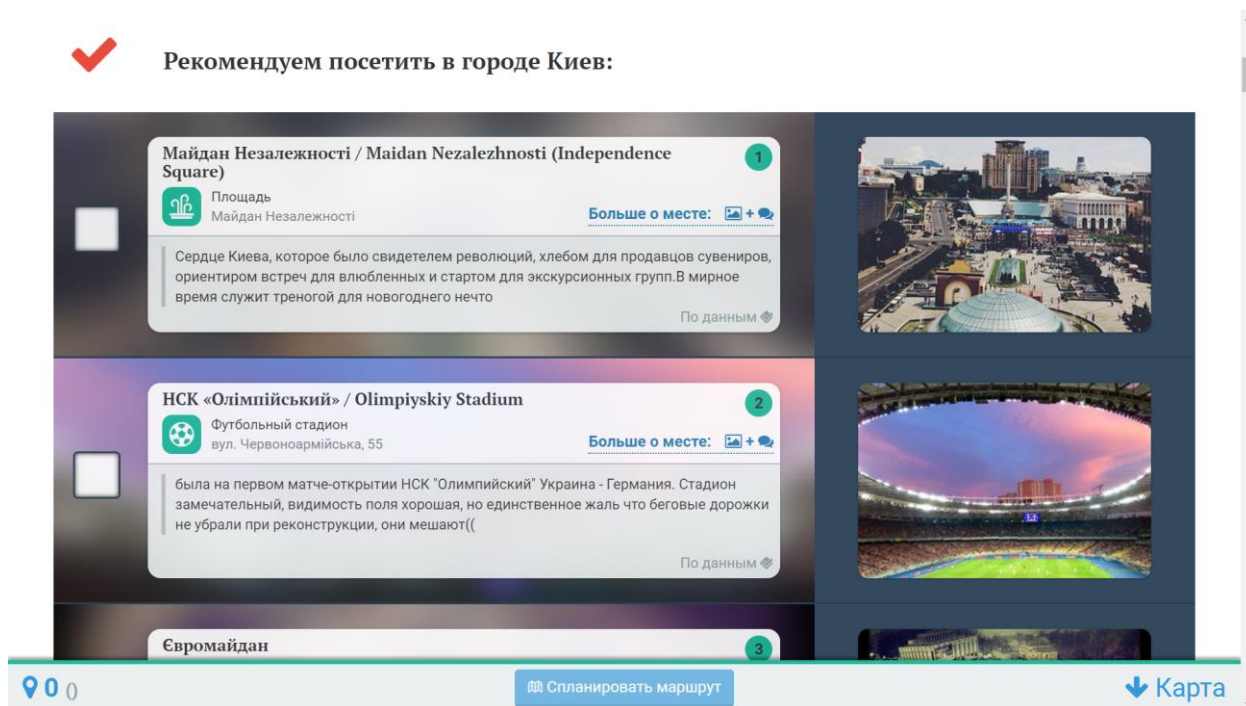 Рекомендуем посетить в городе Киев:
Майдан Незалежності / Maidan Nezalezhnosti (Independence
Square)
1
Площадь
Майдан Незалежності
Больше о месте: +
Сердце Киева, которое было свидетелем революций, хлебом для продавцов сувениров,
ориентиром встреч для влюбленных и стартом для экскурсионных групп.В мирное
время служит треногой для новогоднего нечто
По данным
НСК «Олімпійський» / Olimpiyskiy Stadium
2
Футбольный стадион
вул. Червоноармійська, 55
Больше о месте: +
была на первом матче-открытии НСК "Олимпийский" Украина - Германия. Стадион
замечательный, видимость поля хорошая, но единственное жаль что беговые дорожки
не убрали при реконструкции, они мешают((
По данным
Євромайдан
3
0 ()
Спланировать маршрут
Карта